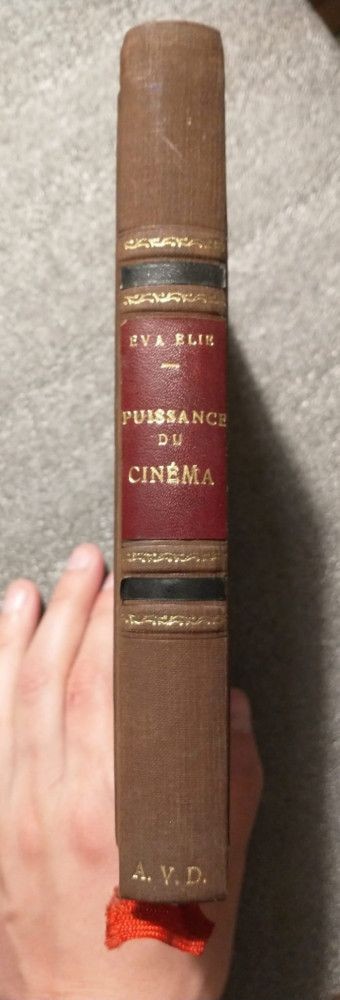 EVA ELIE
PUISSANCE
DU
CINÉMA
A. V. D.